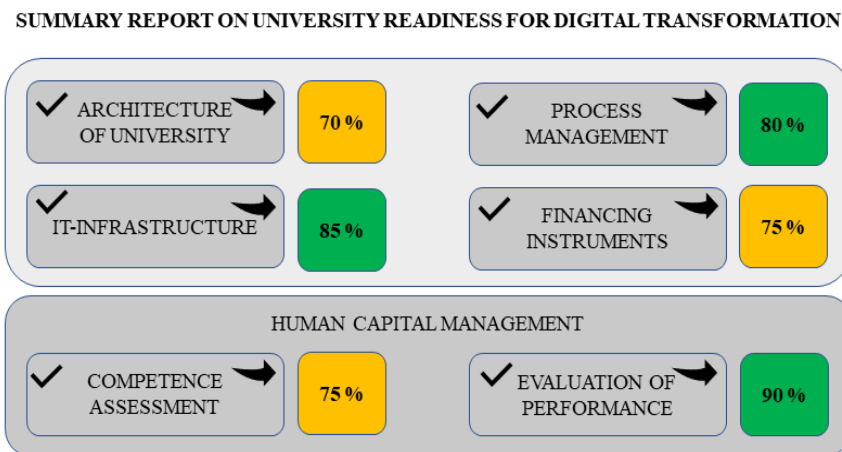 SUMMARY REPORT ON UNIVERSITY READINESS FOR DIGITAL TRANSFORMATION
ARCHITECTURE
OF UNIVERSITY
70 %
PROCESS
MANAGEMENT
80 %
IT-INFRASTRUCTURE
85 %
FINANCING
INSTRUMENTS
75 %
HUMAN CAPITAL MANAGEMENT
COMPETENCE
ASSESSMENT
75 %
EVALUATION OF
PERFORMANCE
90 %